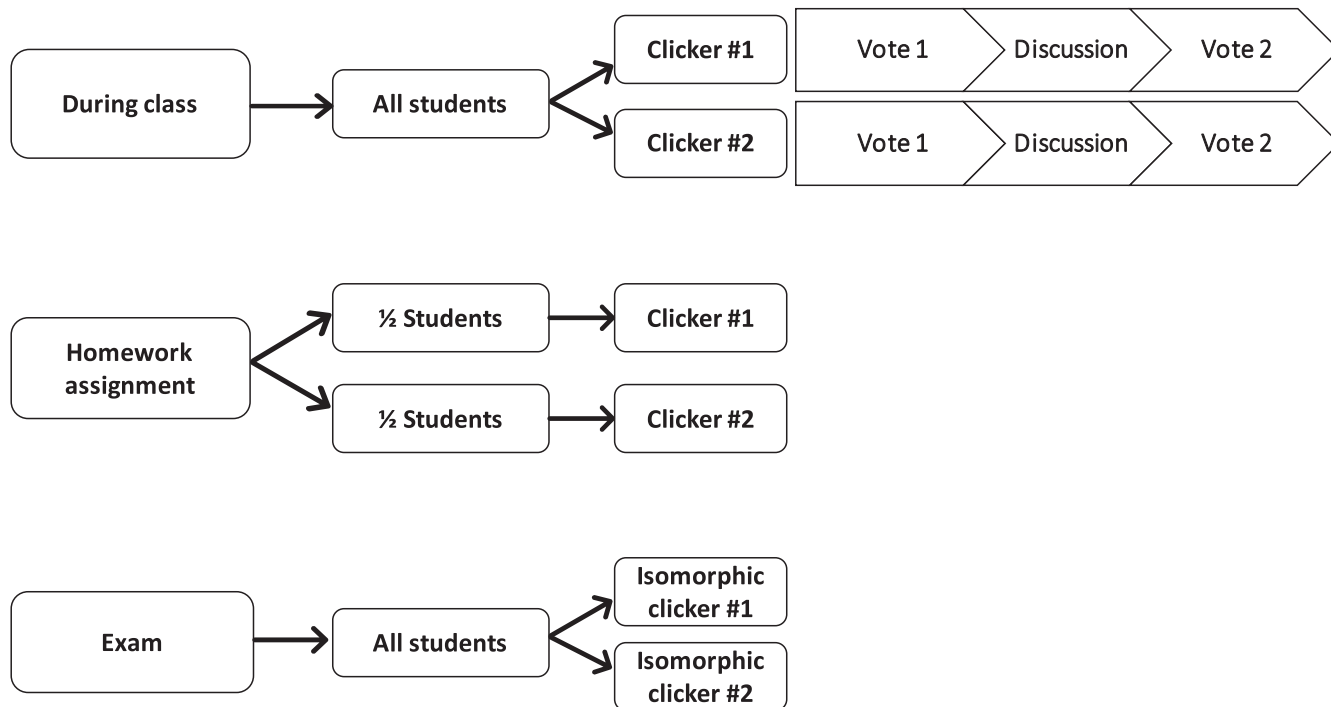 Clicker #1
Vote 1
Discussion
Vote 2
During class
All students
Clicker #2
Vote 1
Discussion
Vote 2
½ Students
Clicker #1
Homework
assignment
½ Students
Clicker #2
Isomorphic
clicker #1
Exam
All students
Isomorphic
clicker #2